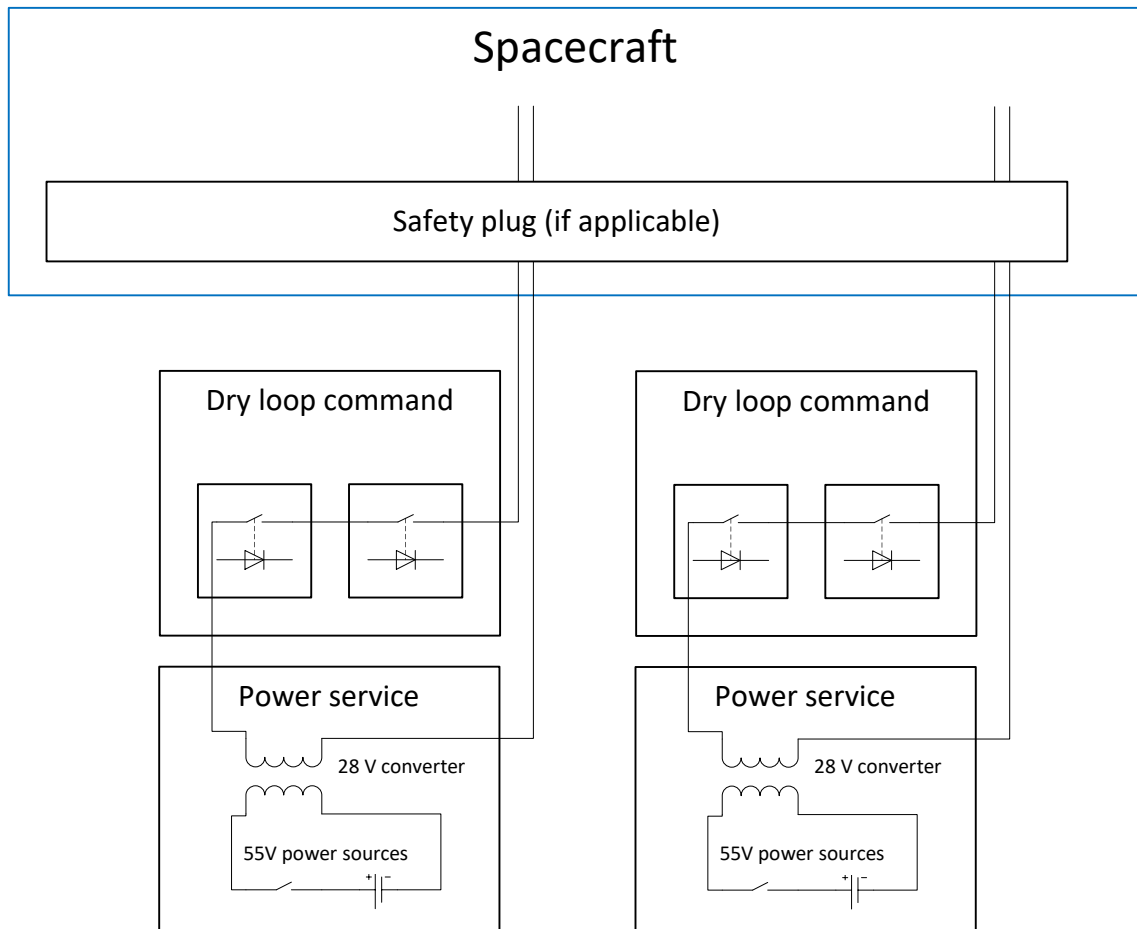 Spacecraft
Safety plug (if applicable)
Dry loop command
Dry loop command
Power service
Power service
28 V converter
28 V converter
55V power sources
55V power sources
+ −
+ −